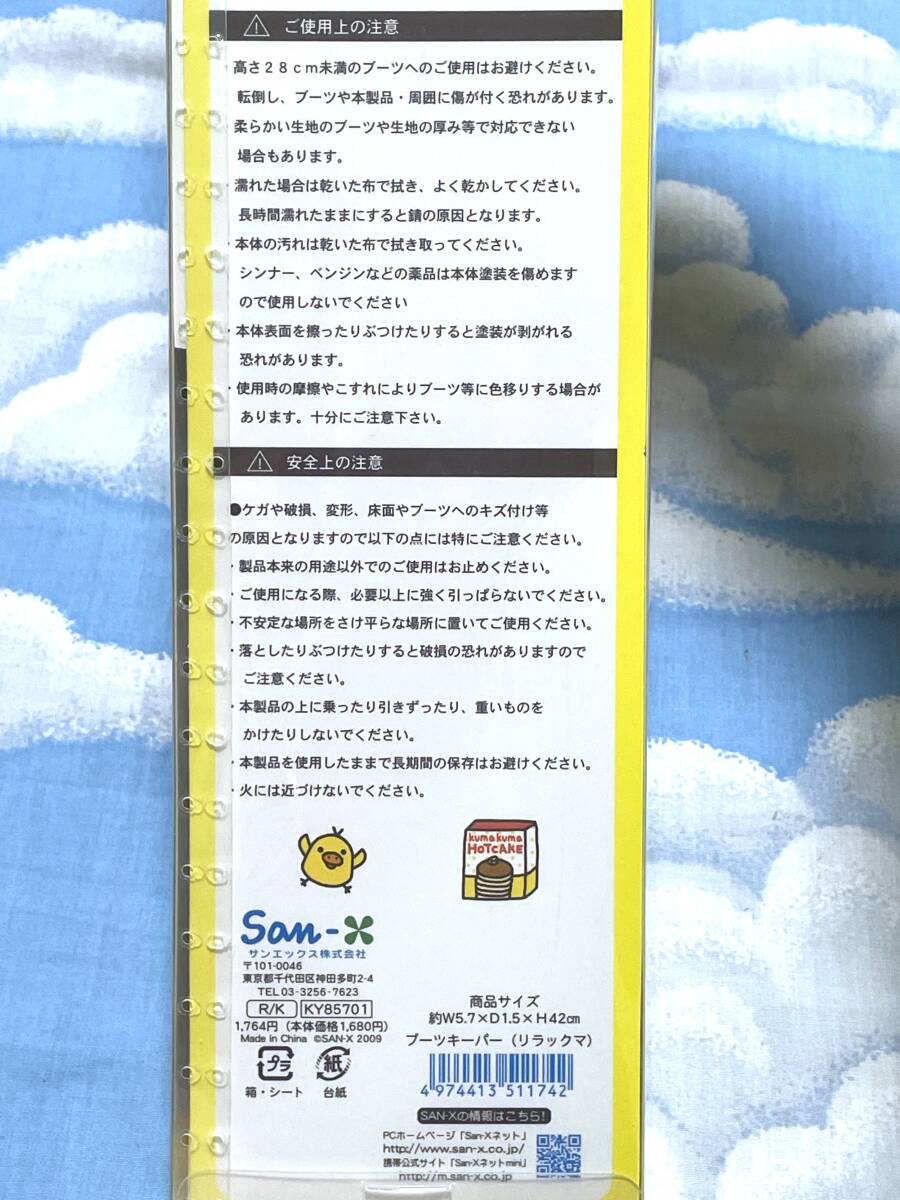 ⚠ ご使用上の注意
・高さ28cm未満のブーツへのご使用はお避けください。
転倒し、ブーツや本製品・周囲に傷が付く恐れがあります。
・柔らかい生地のブーツや生地の厚み等で対応できない
場合もあります。
・濡れた場合は乾いた布で拭き、よく乾かしてください。
長時間濡れたままにすると錆の原因となります。
・本体の汚れは乾いた布で拭き取ってください。
シンナー、ベンジンなどの薬品は本体塗装を傷めます
ので使用しないでください
・本体表面を擦ったりぶつけたりすると塗装が剥がれる
恐れがあります。
・使用時の摩擦やこすれによりブーツ等に色移りする場合が
あります。十分にご注意下さい。
⚠ 安全上の注意
●ケガや破損、変形、床面やブーツへのキズ付け等
の原因となりますので以下の点には特にご注意ください。
・製品本来の用途以外でのご使用はお止めください。
・ご使用になる際、必要以上に強く引っぱらないでください。
・不安定な場所をさけ平らな場所に置いてご使用ください。
・落としたりぶつけたりすると破損の恐れがありますので
ご注意ください。
・本製品の上に乗ったり引きずったり、重いものを
かけたりしないでください。
・本製品を使用したままで長期間の保存はお避けください。
・火には近づけないでください。
kumakuma
HOTCAKE
San-X
サンエックス株式会社
〒101-0046
東京都千代田区神田多町2-4
TEL 03-3256-7623
R/K KY85701
1,764円（本体価格1,680円）
Made in China ©SAN-X 2009
プラ 紙
箱・シート 台紙
商品サイズ
約W5.7×D1.5×H42cm
ブーツキーパー（リラックマ）
4 974413 511742
SAN-Xの情報はこちら!
PCホームページ「San-Xネット」
http://www.san-x.co.jp/
携帯公式サイト「San-Xネットmini」
http://m.san-x.co.jp